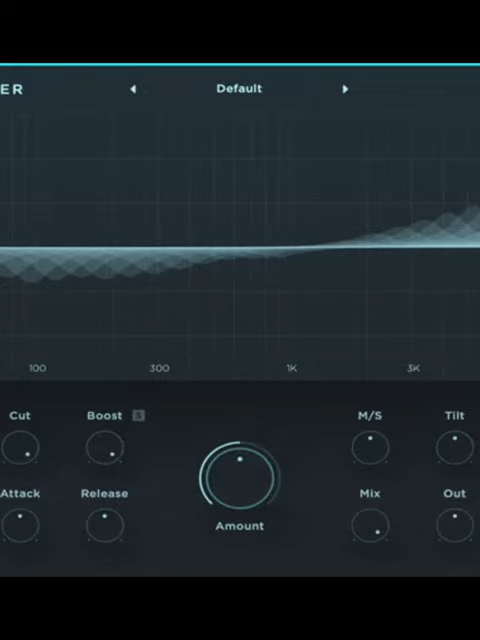 ER
Default
100 300 1K 3K
Cut Boost S M/S Tilt
Attack Release Mix Out
Amount